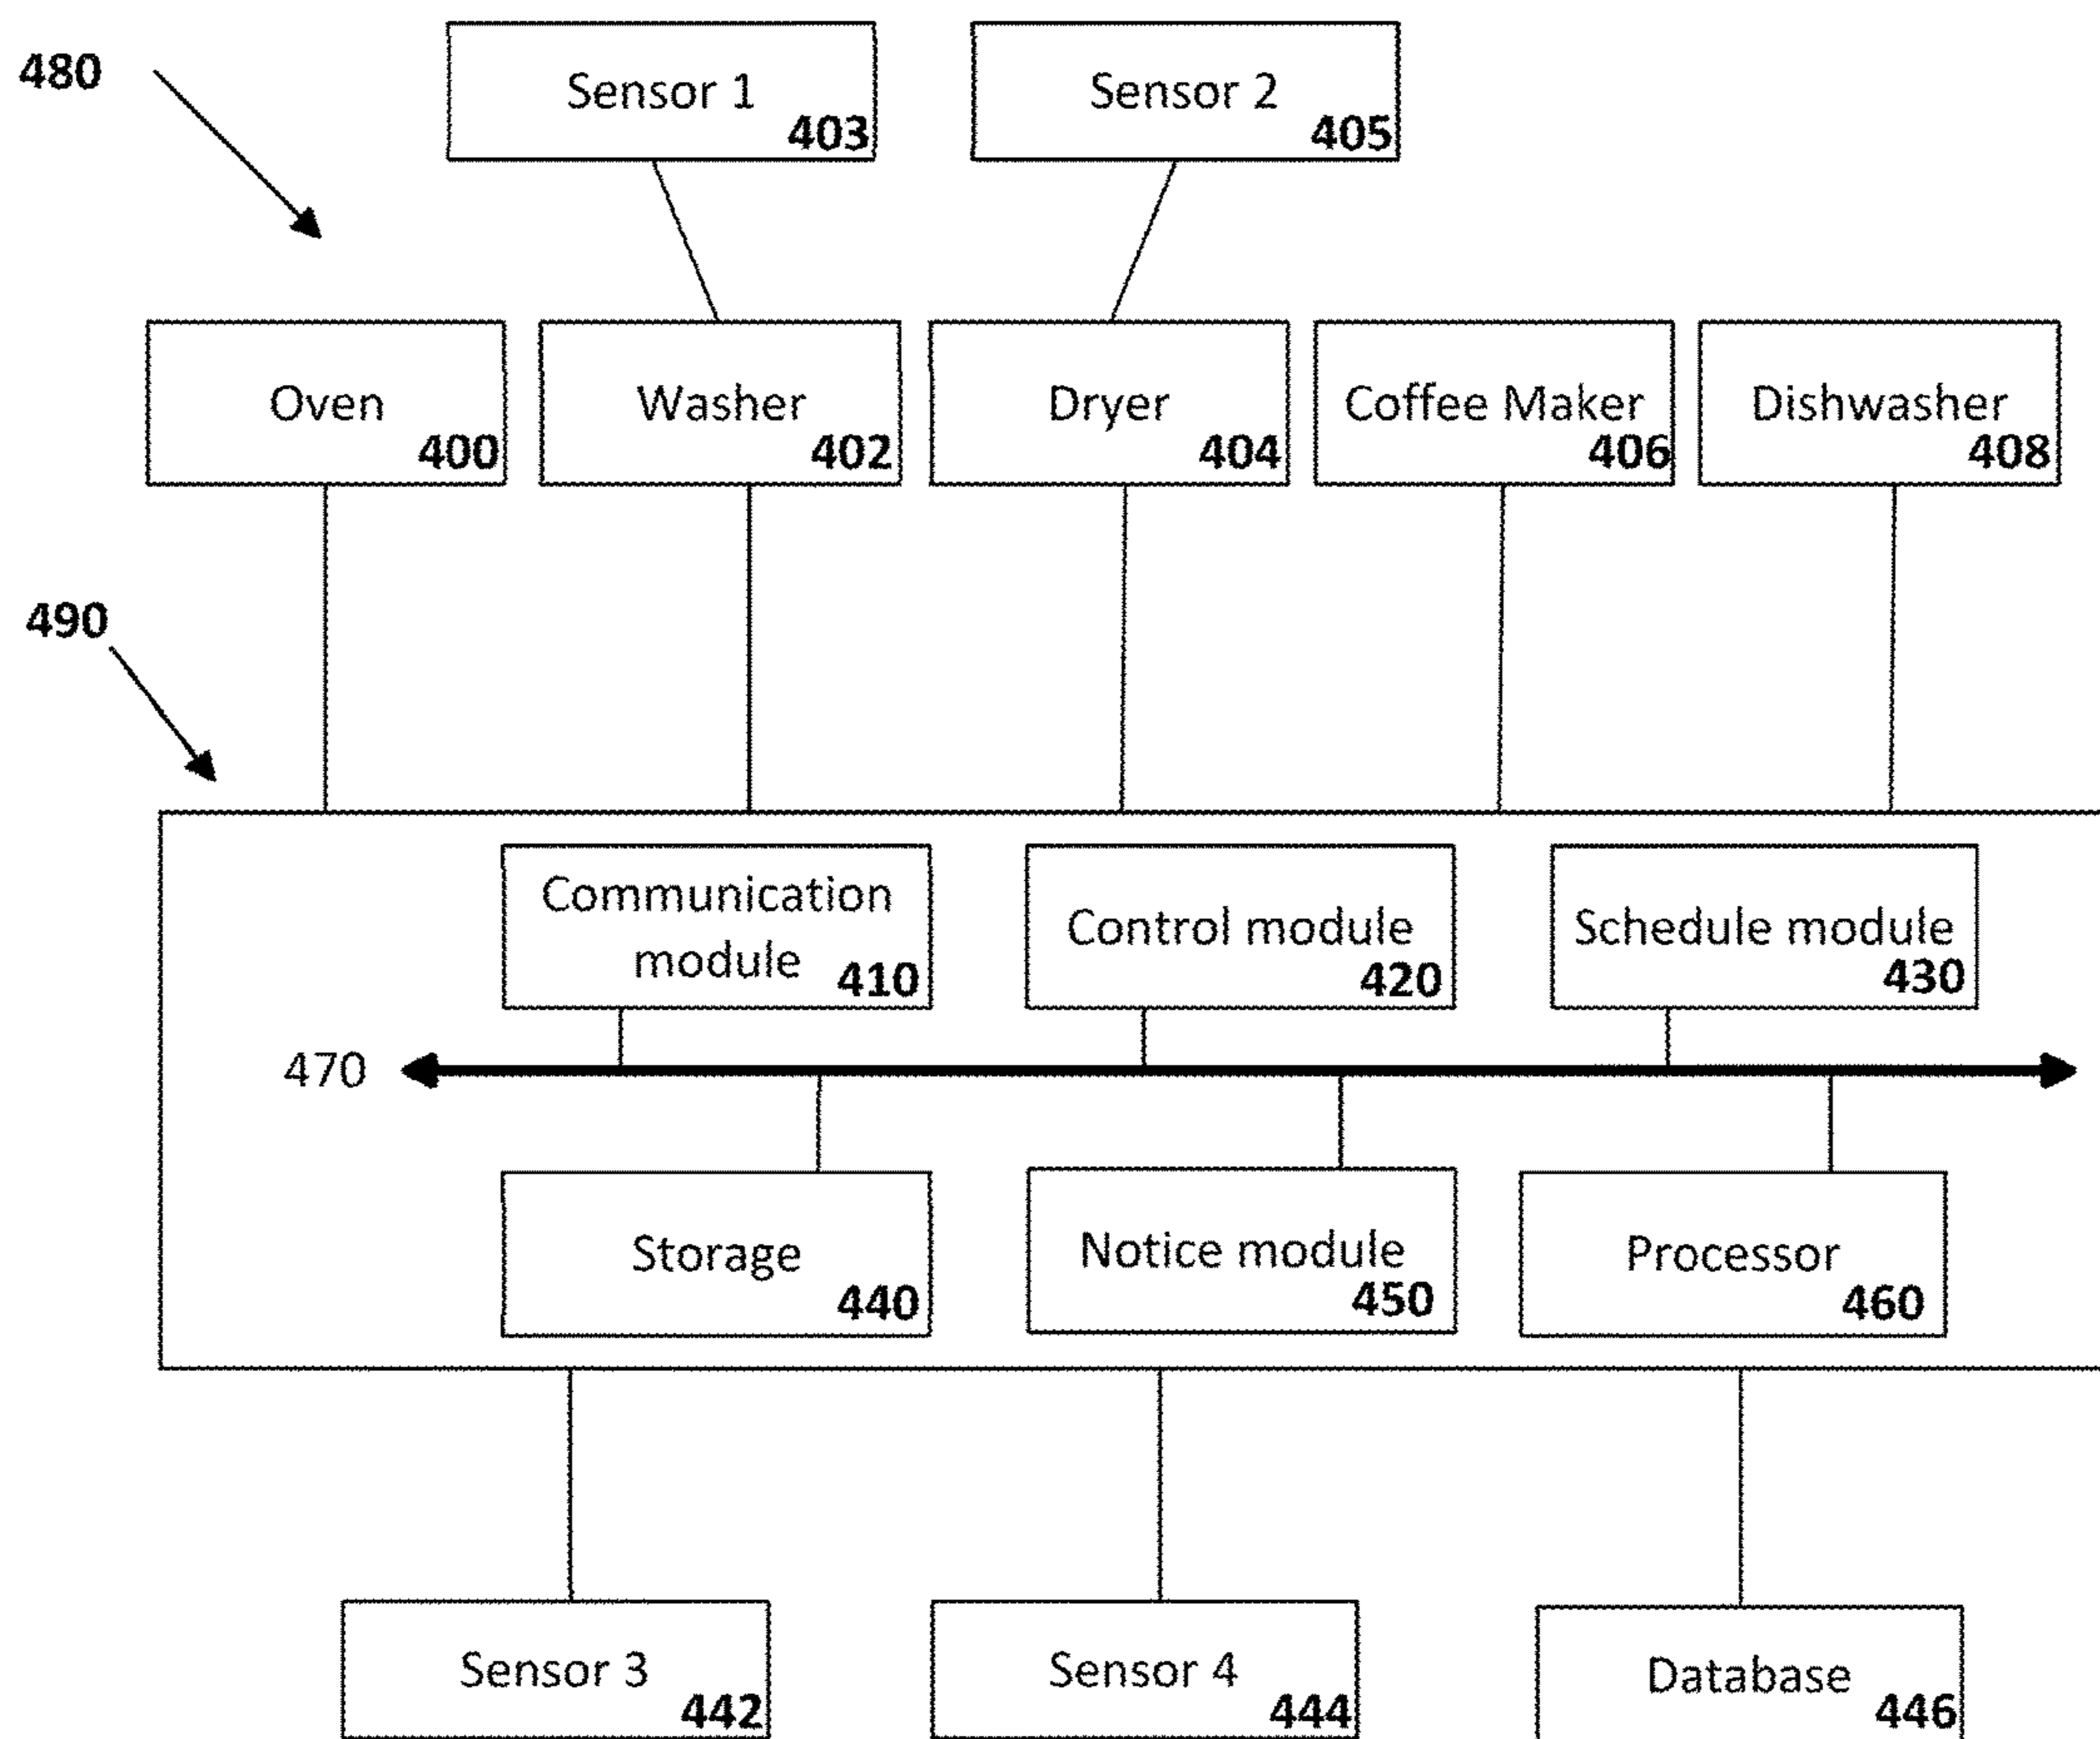 480
Sensor 1
403
Sensor 2
405
Oven
400
Washer
402
Dryer
404
Coffee Maker
406
Dishwasher
408
490
Communication
module
410
Control module
420
Schedule module
430
470
Storage
440
Notice module
450
Processor
460
Sensor 3
442
Sensor 4
444
Database
446